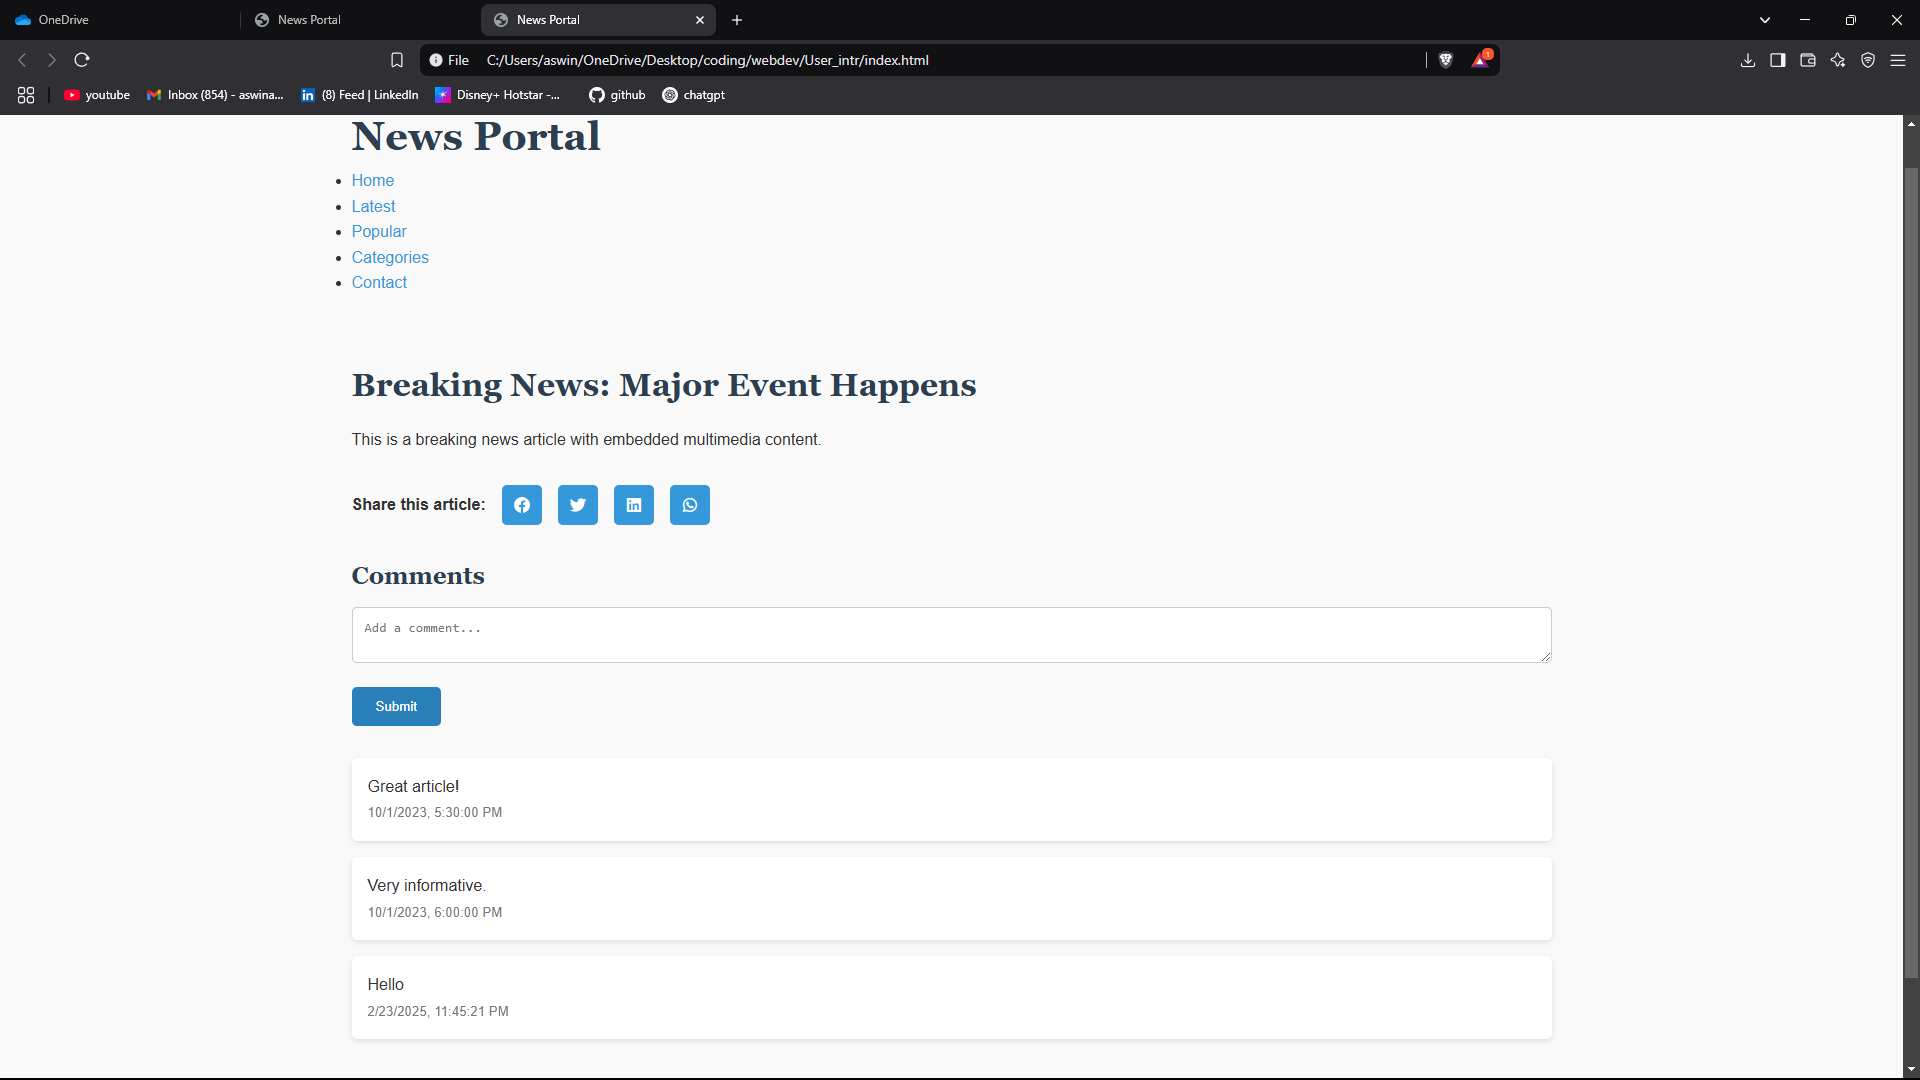 OneDrive
News Portal
News Portal
File C:/Users/aswin/OneDrive/Desktop/coding/webdev/User_intr/index.html
1
youtube
Inbox (854) - aswina...
in (8) Feed | LinkedIn
Disney+ Hotstar -...
github
chatgpt
News Portal
• Home
• Latest
• Popular
• Categories
• Contact
Breaking News: Major Event Happens
This is a breaking news article with embedded multimedia content.
Share this article:
Comments
Add a comment...
Submit
Great article!
10/1/2023, 5:30:00 PM
Very informative.
10/1/2023, 6:00:00 PM
Hello
2/23/2025, 11:45:21 PM